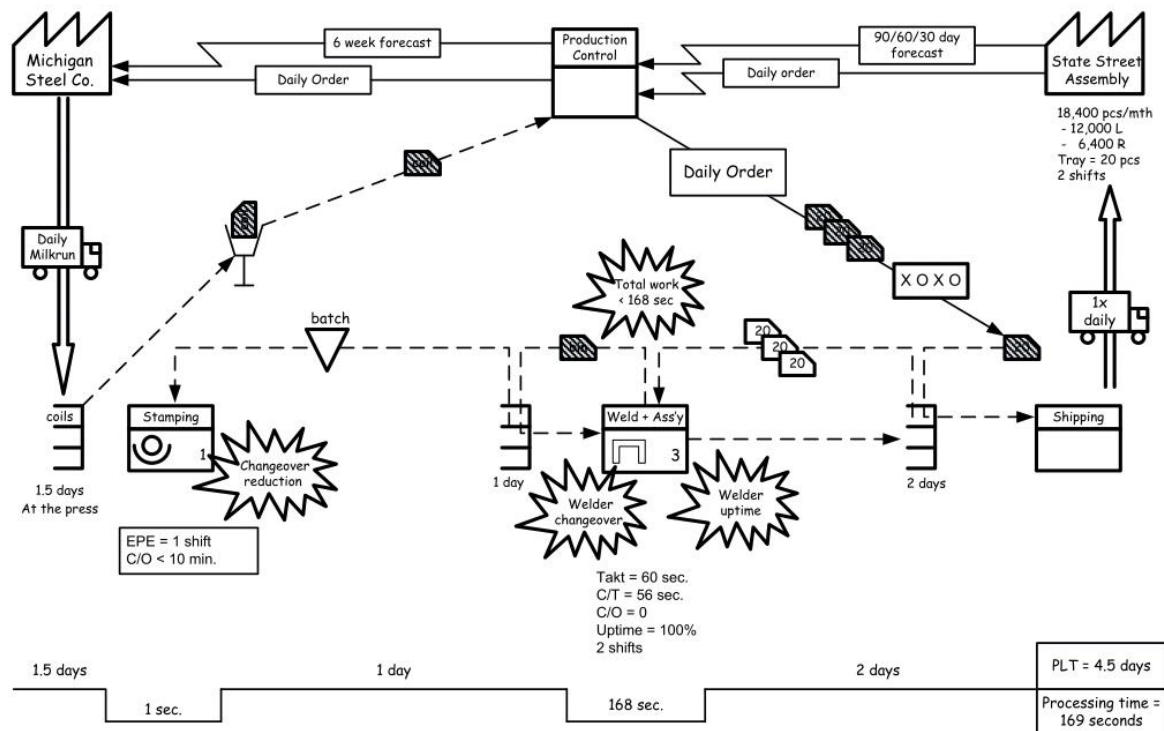 Michigan
Steel Co.
6 week forecast
Daily Order
Production
Control
90/60/30 day
forecast
Daily order
State Street
Assembly
18,400 pcs/mth
- 12,000 L
- 6,400 R
Tray = 20 pcs
2 shifts
Daily Order
Daily
Milkrun
X O X O
1x
daily
Total work
< 168 sec
batch
20
20
20
coils
Stamping
1
Changeover
reduction
1.5 days
At the press
EPE = 1 shift
C/O < 10 min.
1 day
Weld + Ass'y
3
Welder
changeover
Welder
uptime
2 days
Shipping
Takt = 60 sec.
C/T = 56 sec.
C/O = 0
Uptime = 100%
2 shifts
1.5 days
1 day
2 days
PLT = 4.5 days
1 sec.
168 sec.
Processing time =
169 seconds